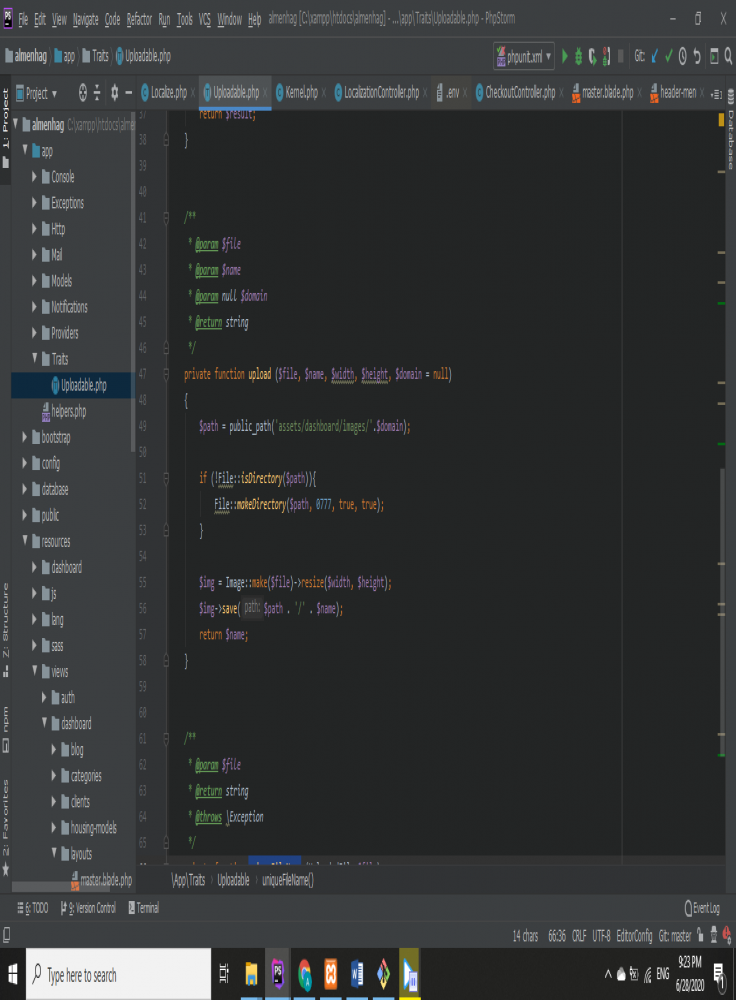 PS File Edit View Navigate Code Refactor Run Tools VCS Window Help almenhag [C:\xampp\htdocs\almenhag] - ...\app\Traits\Uploadable.php - PhpStorm
almenhag app Traits Uploadable.php phpunit.xml Git:
Project Localize.php Uploadable.php Kernel.php LocalizationController.php .env CheckoutController.php master.blade.php header-men
1: Project
Z: Structure
npm
2: Favorites
Database
almenhag C:\xampp\htdocs\almen
app
Console
Exceptions
Http
Mail
Models
Notifications
Providers
Traits
Uploadable.php
helpers.php
bootstrap
config
database
public
resources
dashboard
js
lang
sass
views
auth
dashboard
blog
categories
clients
housing-models
layouts
master.blade.php
37 return $result;
38 }
39
40
41 /**
42 * @param $file
43 * @param $name
44 * @param null $domain
45 * @return string
46 */
47 private function upload ($file, $name, $width, $height, $domain = null)
48 {
49 $path = public_path('assets/dashboard/images/'.$domain);
50
51 if (!File::isDirectory($path)){
52 File::makeDirectory($path, 0777, true, true);
53 }
54
55 $img = Image::make($file)->resize($width, $height);
56 $img->save( path: $path . '/' . $name);
57 return $name;
58 }
59
60
61 /**
62 * @param $file
63 * @return string
64 * @throws \Exception
65 */
\App\Traits Uploadable uniqueFileName()
6: TODO 9: Version Control Terminal Event Log
14 chars 66:36 CRLF UTF-8 EditorConfig Git: master
Type here to search
ENG
9:23 PM
6/28/2020
1